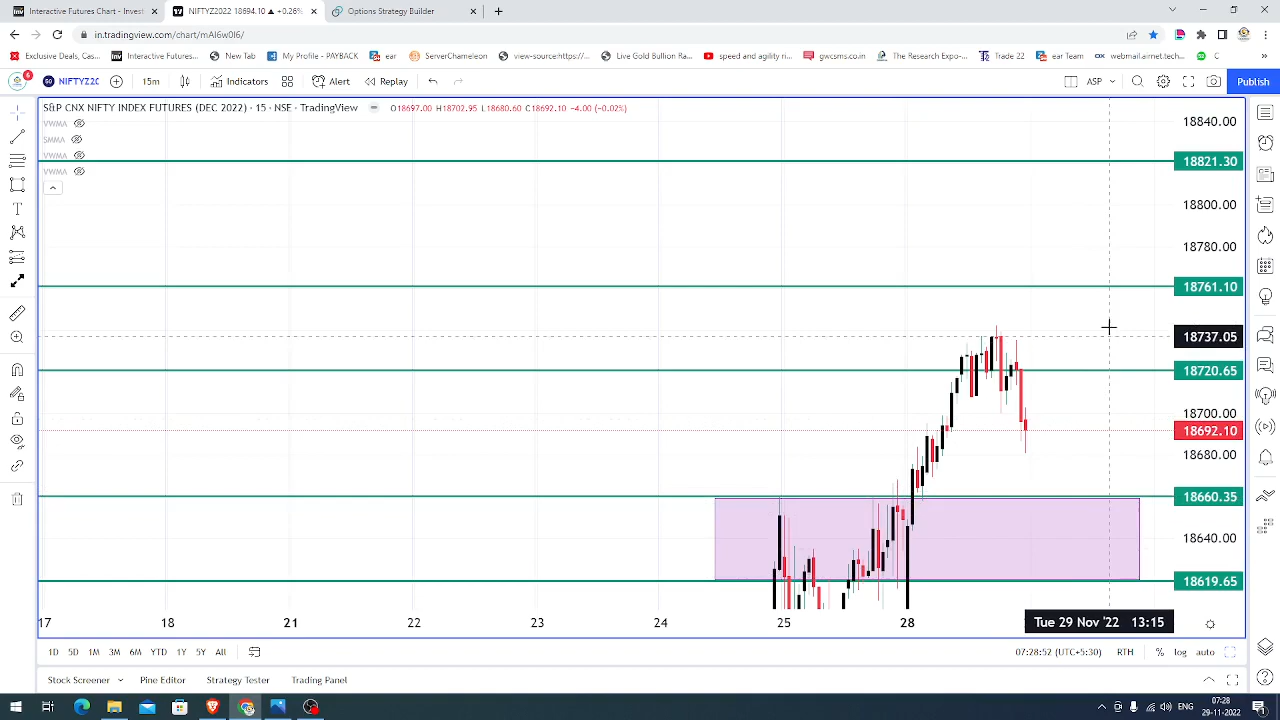 Interactive Futures Chart - Invest
NIFTYZ2022 18694.10 ▲ +0.26%
Options Strategy Builder
in.tradingview.com/chart/mAI6w0I6/
Exclusive Deals, Co...
Interactive Futures...
New Tab
My Profile - PAYBACK
ear
ServerChameleon
view-source:https://...
Live Gold Bullion Ra...
speed and agility ri...
gwcsms.co.in
The Research Expo-...
Trade 22
ear Team
webmail.airnet.tech...
C
6
NIFTYZ20
15m
Indicators
Alert
Replay
ASP
Publish
S&P CNX NIFTY INDEX FUTURES (DEC 2022) · 15 · NSE · TradingView
O18697.00 H18702.95 L18680.60 C18692.10 -4.00 (-0.02%)
VWMA
SMMA
VWMA
VWMA
18840.00
18821.30
18800.00
18780.00
18761.10
18737.05
18720.65
18700.00
18692.10
18680.00
18660.35
18640.00
18619.65
17
18
21
22
23
24
25
28
Tue 29 Nov '22 13:15
1D 5D 1M 3M 6M YTD 1Y 5Y All
07:28:52 (UTC+5:30)
RTH
% log auto
Stock Screener
Pine Editor
Strategy Tester
Trading Panel
ENG
07:28
29-11-2022